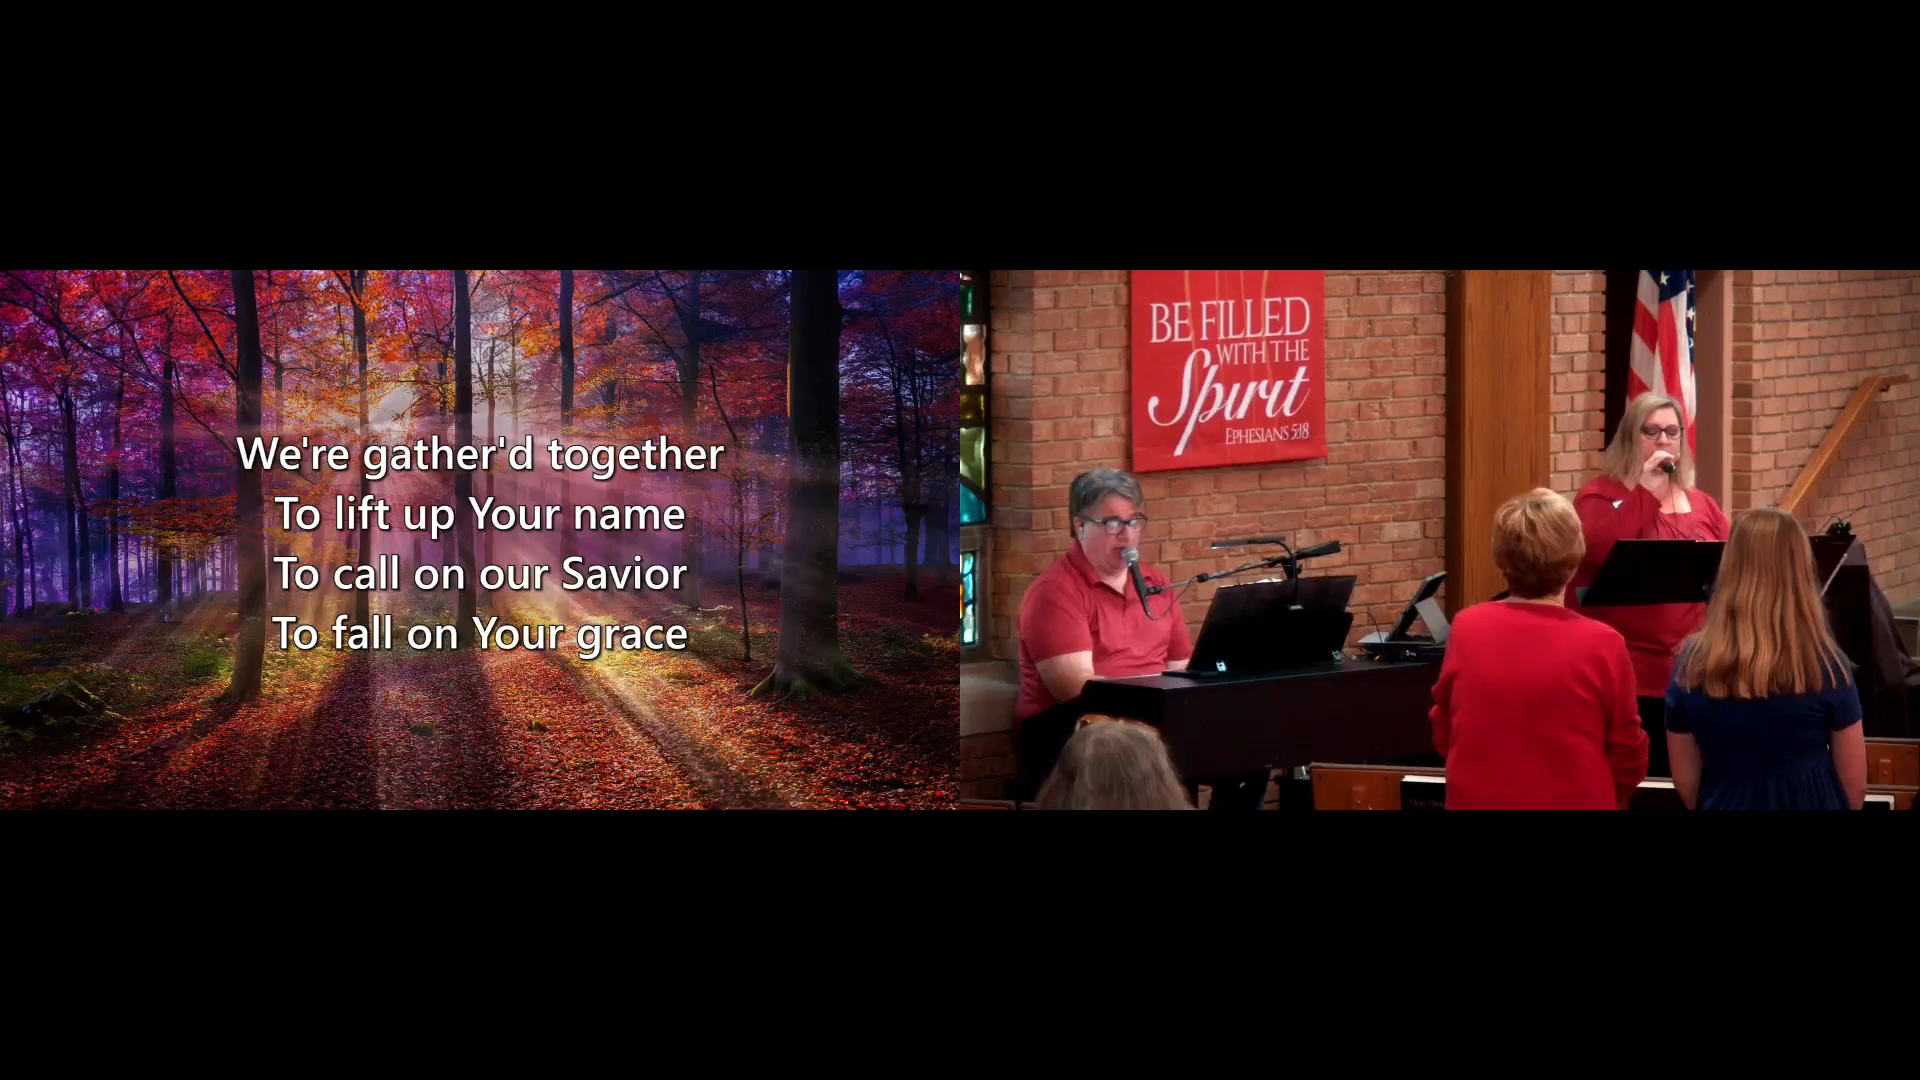 We're gather'd together
To lift up Your name
To call on our Savior
To fall on Your grace
BE FILLED
WITH THE
Spirit
EPHESIANS 5:18